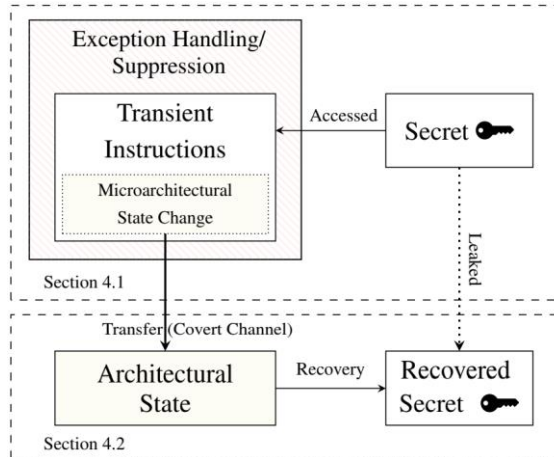 Exception Handling/
Suppression
Transient
Instructions
Microarchitectural
State Change
Accessed
Secret
Leaked
Section 4.1
Transfer (Covert Channel)
Architectural
State
Recovery
Recovered
Secret
Section 4.2